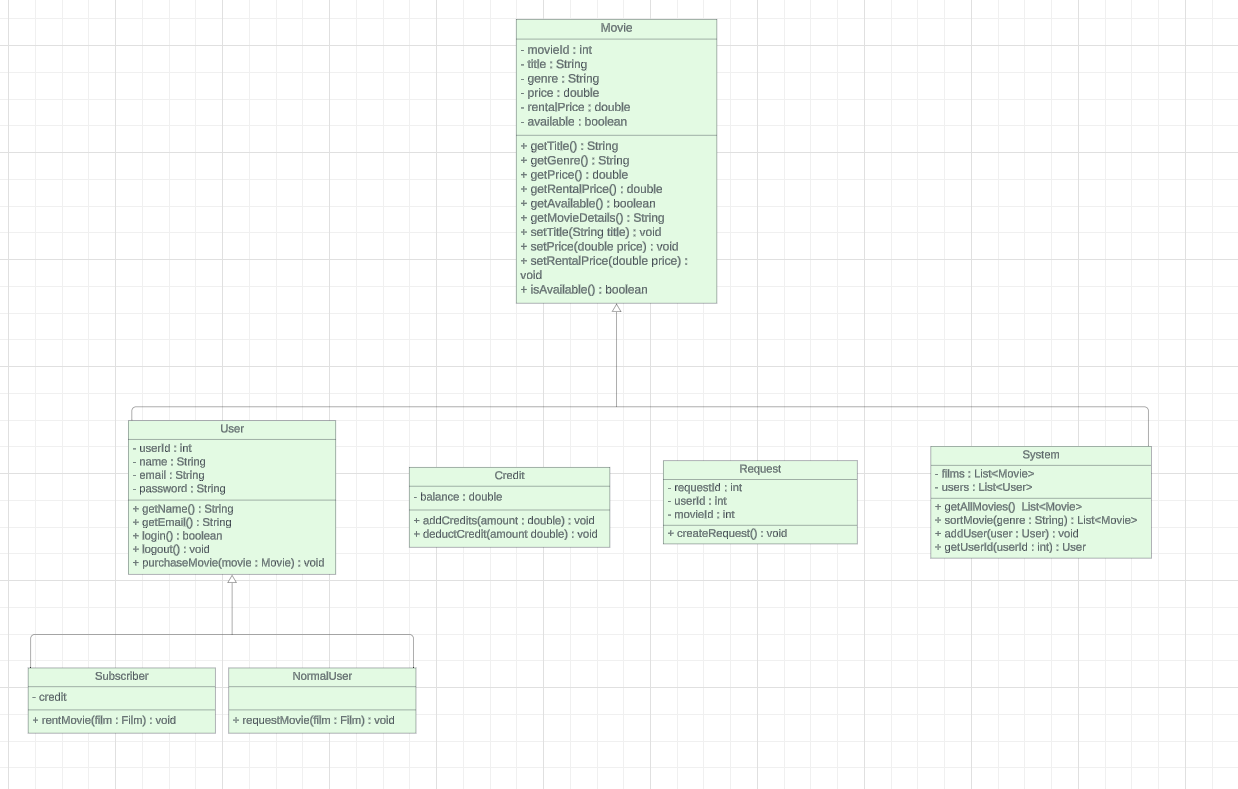 Movie
- movieId : int
- title : String
- genre : String
- price : double
- rentalPrice : double
- available : boolean
+ getTitle() : String
+ getGenre() : String
+ getPrice() : double
+ getRentalPrice() : double
+ getAvailable() : boolean
+ getMovieDetails() : String
+ setTitle(String title) : void
+ setPrice(double price) : void
+ setRentalPrice(double price) :
void
+ isAvailable() : boolean
User
- userId : int
- name : String
- email : String
- password : String
+ getName() : String
+ getEmail() : String
+ login() : boolean
+ logout() : void
+ purchaseMovie(movie : Movie) : void
Credit
- balance : double
+ addCredits(amount : double) : void
+ deductCredit(amount double) : void
Request
- requestId : int
- userId : int
- movieId : int
+ createRequest() : void
System
- films : List<Movie>
- users : List<User>
+ getAllMovies() List<Movie>
+ sortMovie(genre : String) : List<Movie>
+ addUser(user : User) : void
+ getUserId(userId : int) : User
Subscriber
- credit
+ rentMovie(film : Film) : void
NormalUser
+ requestMovie(film : Film) : void